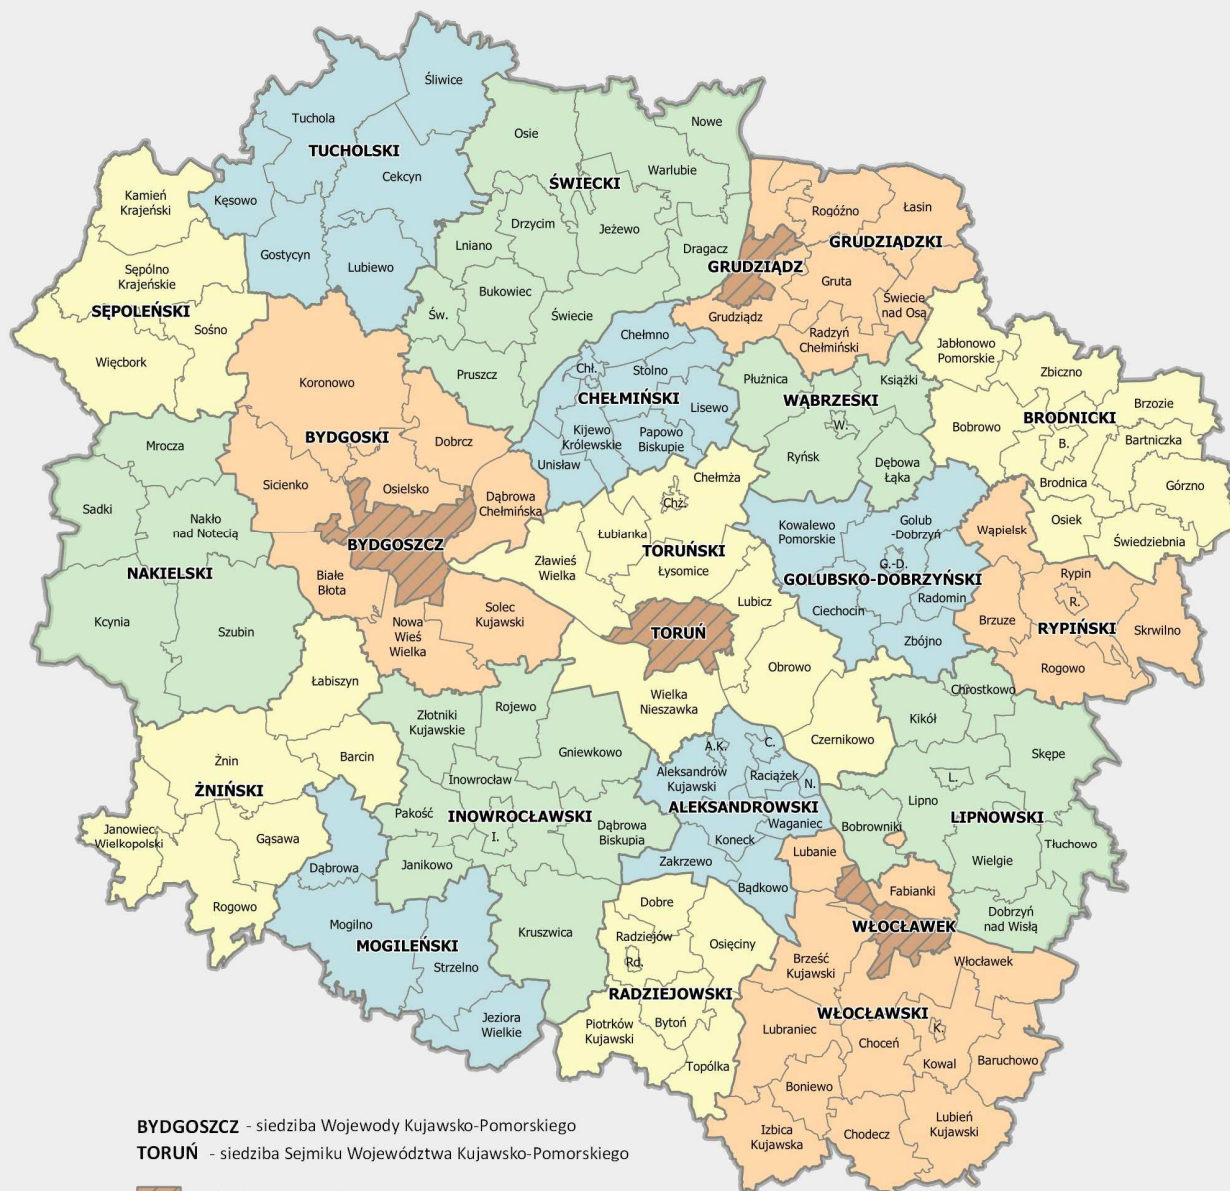 Śliwice
Tuchola
TUCHOLSKI
Cekcyn
Kęsowo
Gostycyn
Lubiewo
Osie
Nowe
Warlubie
ŚWIECKI
Drzycim
Jeżewo
Lniano
Dragacz
Bukowiec
Św.
Świecie
Pruszcz
Kamień
Krajeński
Sępólno
Krajeńskie
SĘPOLEŃSKI
Sośno
Więcbork
Rogóźno
Łasin
GRUDZIĄDZKI
GRUDZIĄDZ
Gruta
Grudziądz
Radzyń
Chełmiński
Świecie
nad Osą
Koronowo
BYDGOSKI
Dobrcz
Sicienko
Osielsko
Dąbrowa
Chełmińska
BYDGOSZCZ
Białe
Błota
Nowa
Wieś
Wielka
Solec
Kujawski
Chełmno
Chł.
Stolno
CHEŁMIŃSKI
Lisewo
Kijewo
Królewskie
Papowo
Biskupie
Unisław
Płużnica
Książki
WĄBRZESKI
W.
Ryńsk
Dębowa
Łąka
Jabłonowo
Pomorskie
Zbiczno
Brzozie
BRODNICKI
Bobrowo
B.
Bartniczka
Brodnica
Górzno
Osiek
Świedziebnia
Mrocza
Sadki
Nakło
nad Notecią
NAKIELSKI
Kcynia
Szubin
Chełmża
Chż.
Łubianka
TORUŃSKI
Zławieś
Wielka
Łysomice
Lubicz
TORUŃ
Obrowo
Wielka
Nieszawka
Czernikowo
Kowalewo
Pomorskie
Golub
-Dobrzyń
G.-D.
GOLUBSKO-DOBRZYŃSKI
Ciechocin
Radomin
Zbójno
Wąpielsk
Rypin
R.
Brzuze
RYPIŃSKI
Skrwilno
Rogowo
Łabiszyn
Barcin
Żnin
ŻNIŃSKI
Janowiec
Wielkopolski
Gąsawa
Rogowo
Złotniki
Kujawskie
Rojewo
Gniewkowo
Inowrocław
Pakość
INOWROCŁAWSKI
I.
Dąbrowa
Biskupia
Janikowo
Kruszwica
A.K.
C.
Aleksandrów
Kujawski
Raciążek
N.
ALEKSANDROWSKI
Waganiec
Koneck
Zakrzewo
Bądkowo
Chrostkowo
Kikół
Skępe
L.
Lipno
LIPNOWSKI
Bobrowniki
Wielgie
Tłuchowo
Dobrzyń
nad Wisłą
Dąbrowa
Mogilno
MOGILEŃSKI
Strzelno
Jeziora
Wielkie
Dobre
Radziejów
Osięciny
Rd.
RADZIEJOWSKI
Piotrków
Kujawski
Bytoń
Topólka
Lubanie
Fabianki
WŁOCŁAWEK
Brześć
Kujawski
Włocławek
WŁOCŁAWSKI
Lubraniec
Choceń
K.
Kowal
Baruchowo
Boniewo
Izbica
Kujawska
Chodecz
Lubień
Kujawski
BYDGOSZCZ - siedziba Wojewody Kujawsko-Pomorskiego
TORUŃ - siedziba Sejmiku Województwa Kujawsko-Pomorskiego